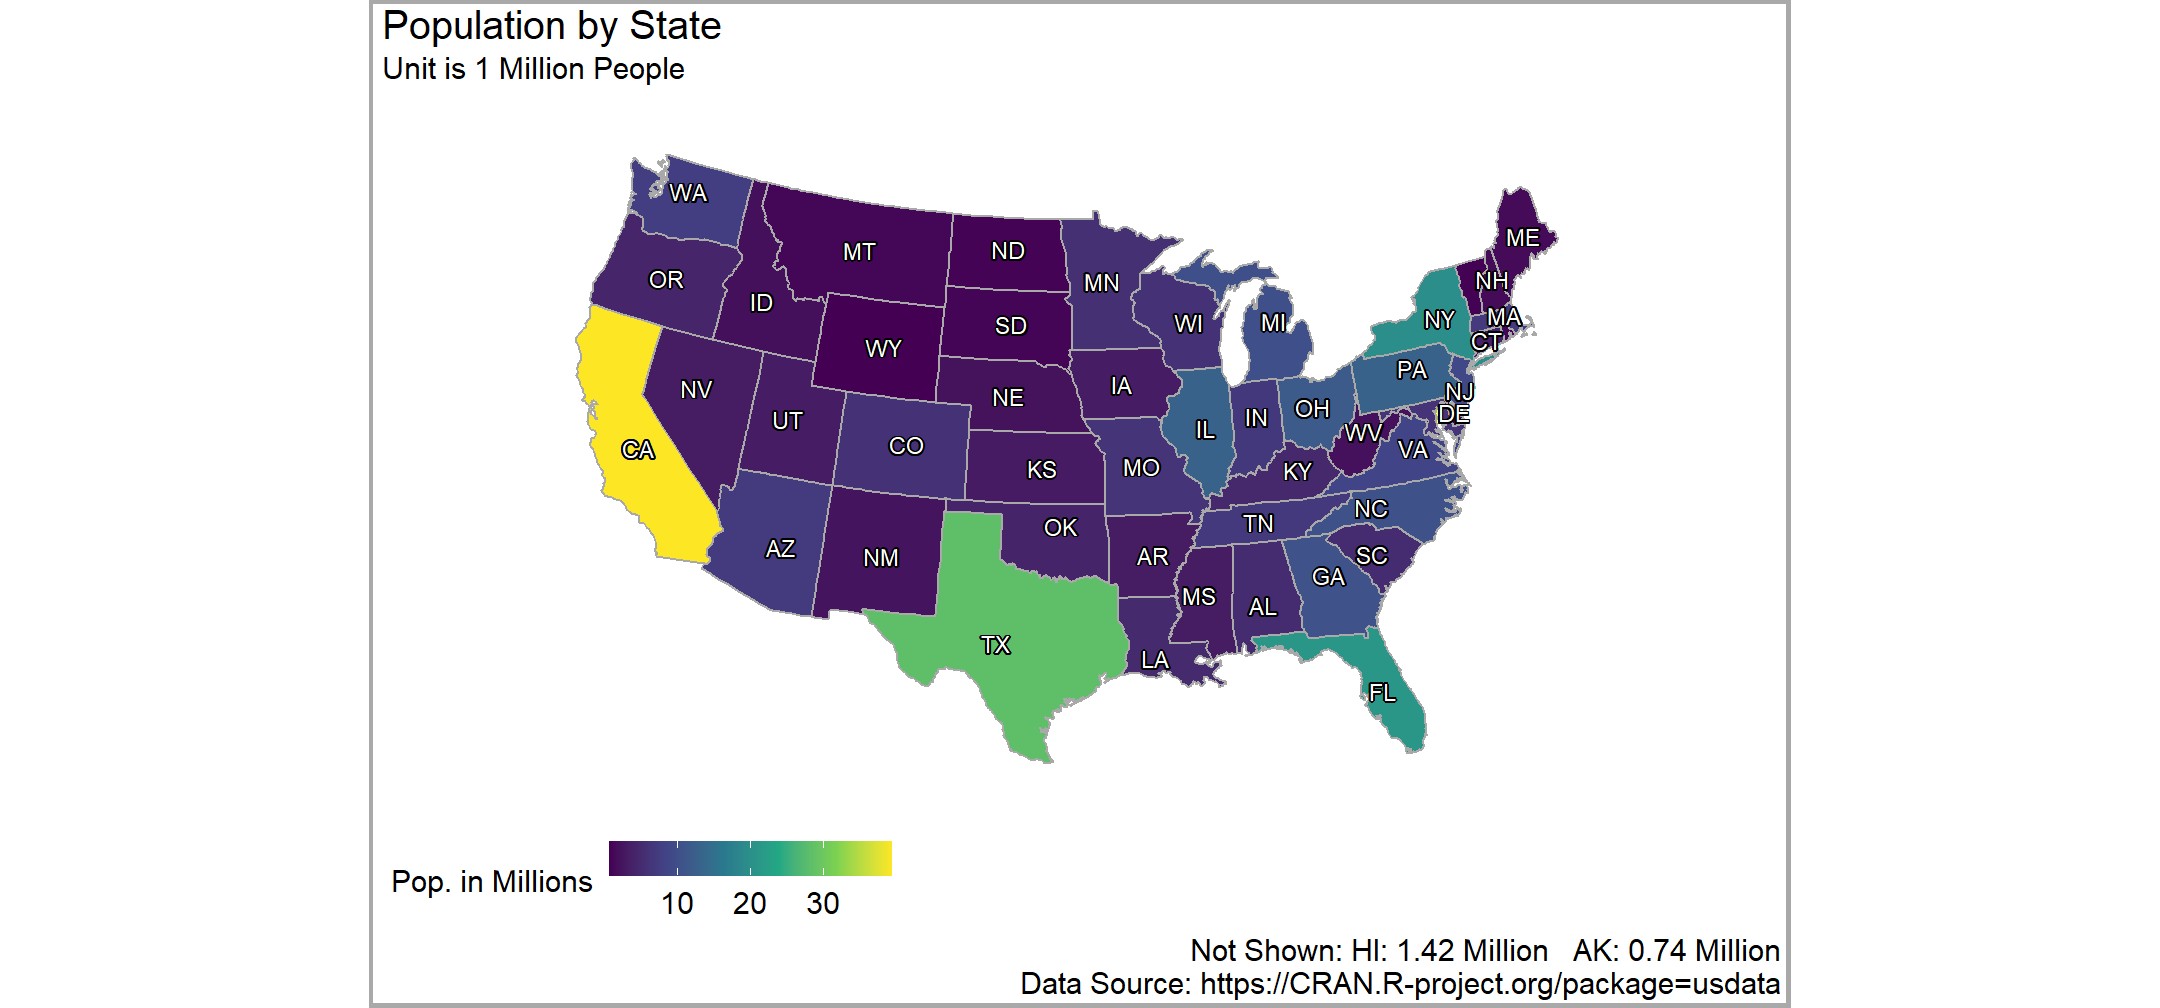 Population by State
Unit is 1 Million People
WA
MT
ND
ME
OR
ID
MN
NH
SD
WI
MI
NY
MA
WY
CT
NV
NE
IA
PA
NJ
UT
IL
IN
OH
DE
CA
CO
WV
VA
KS
MO
KY
NC
AZ
NM
OK
TN
AR
SC
GA
MS
AL
TX
LA
FL
Pop. in Millions
10 20 30
Not Shown: HI: 1.42 Million AK: 0.74 Million
Data Source: https://CRAN.R-project.org/package=usdata